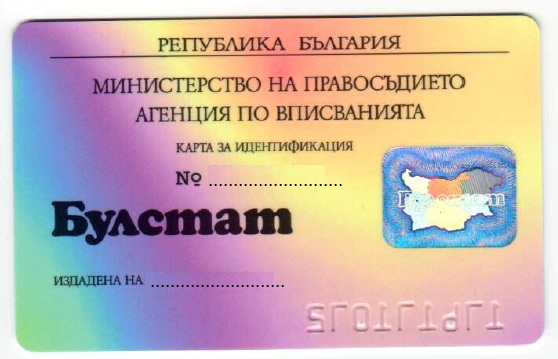 РЕПУБЛИКА БЪЛГАРИЯ
МИНИСТЕРСТВО НА ПРАВОСЪДИЕТО
АГЕНЦИЯ ПО ВПИСВАНИЯТА
КАРТА ЗА ИДЕНТИФИКАЦИЯ
№ ........................
Булстат
ИЗДАДЕНА НА ........................